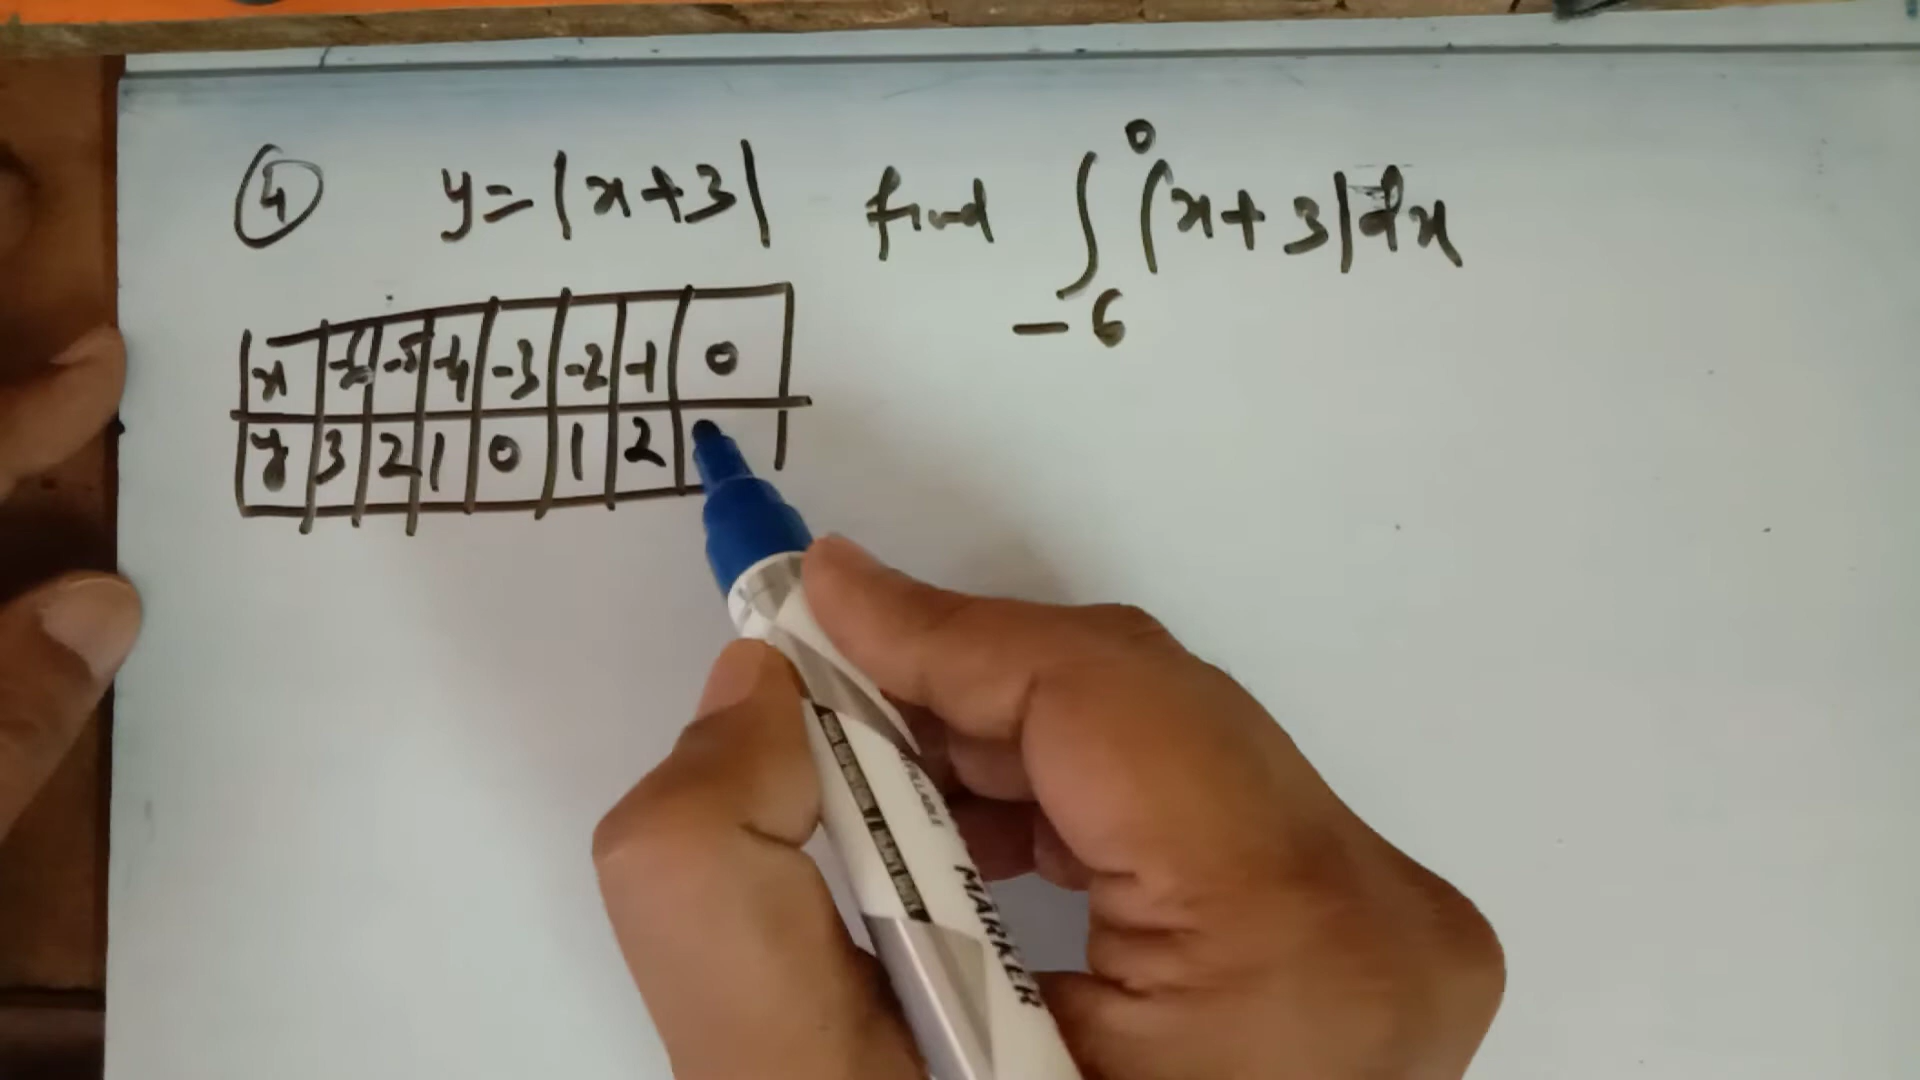 ④ y=|x+3| find ∫₋₆⁰ |x+3|dx
x -6 -5 -4 -3 -2 -1 0
y 3 2 1 0 1 2
MARKER